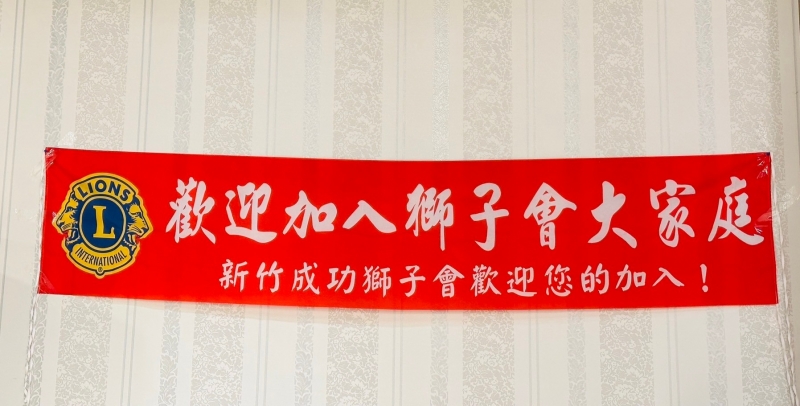 LIONS
L
INTERNATIONAL
®
歡迎加入獅子會大家庭
新竹成功獅子會歡迎您的加入！